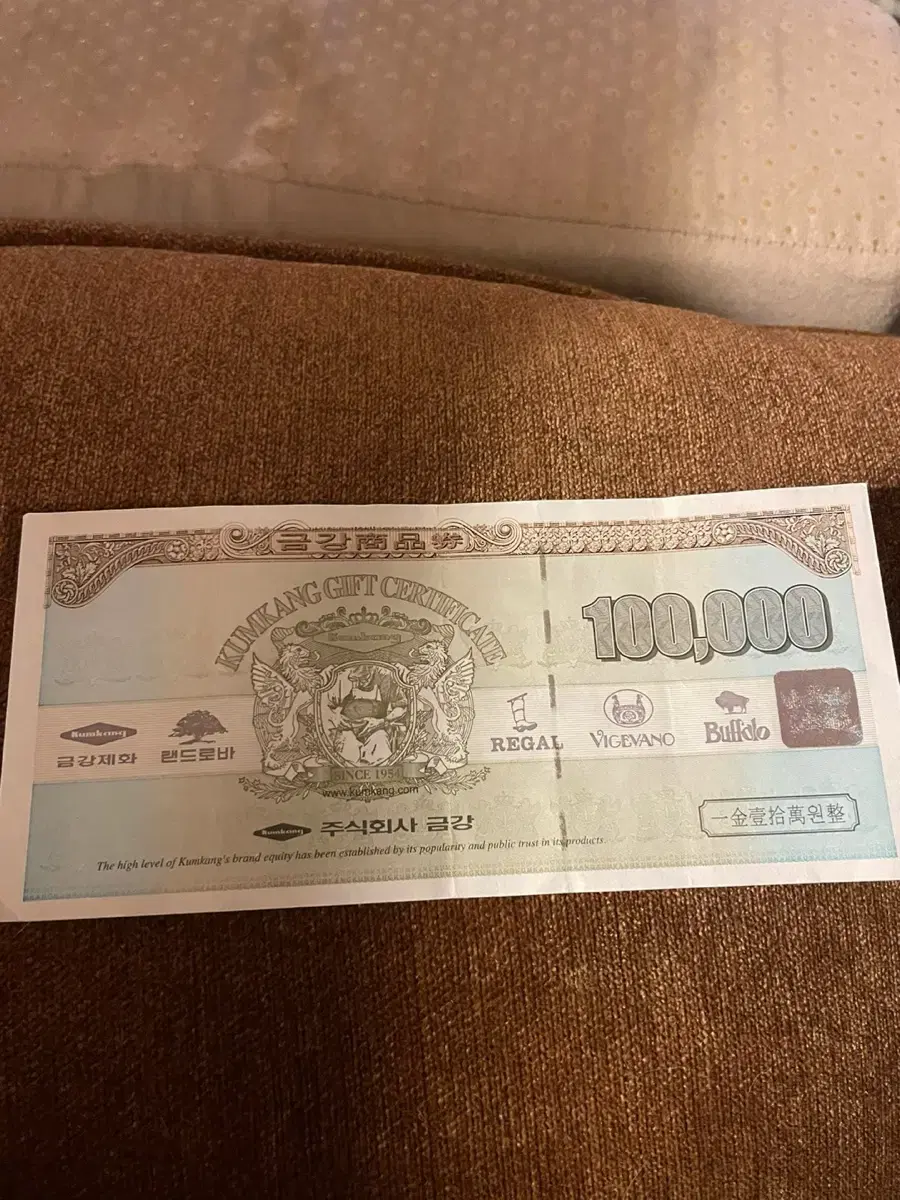 금강商品券
KUMKANG GIFT CERTIFICATE
100,000
Kumkang
Kumkang
금강제화
랜드로바
REGAL
VIGEVANO
Buffalo
SINCE 1954
www.kumkang.com
Kumkang 주식회사 금강
一金壹拾萬원整
The high level of Kumkang's brand equity has been established by its popularity and public trust in its products.